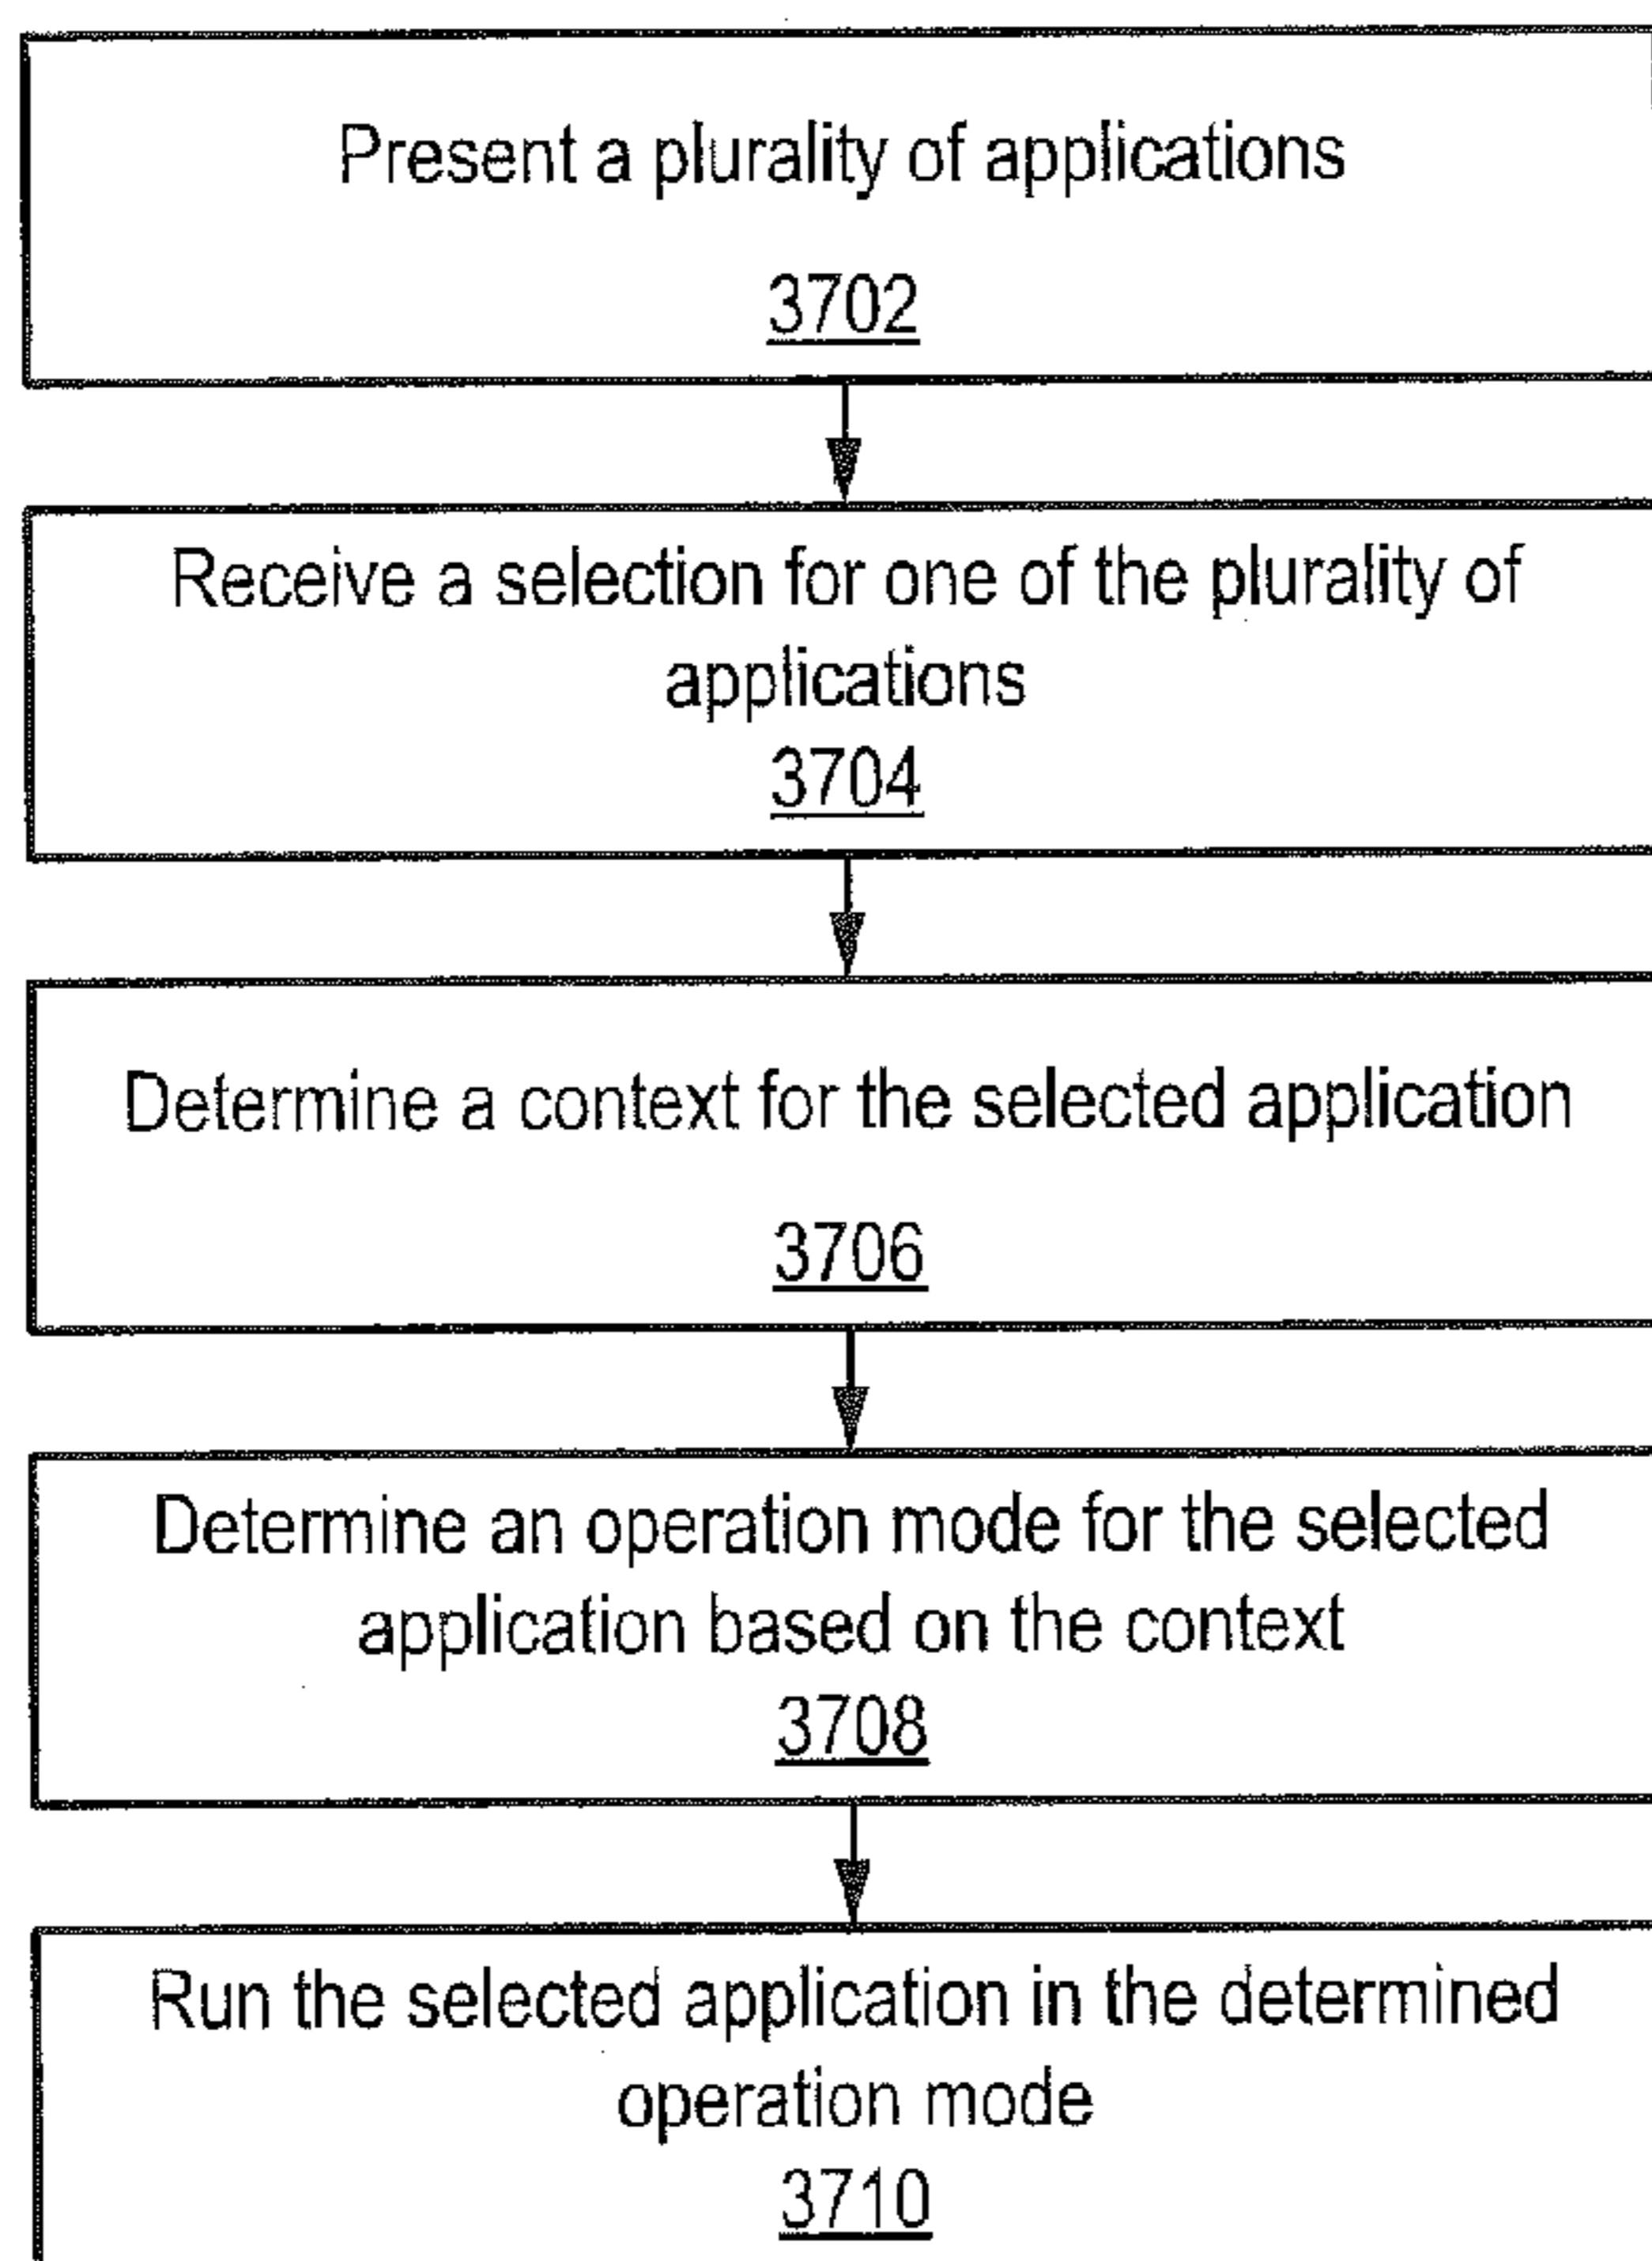 Present a plurality of applications
3702
Receive a selection for one of the plurality of
applications
3704
Determine a context for the selected application
3706
Determine an operation mode for the selected
application based on the context
3708
Run the selected application in the determined
operation mode
3710